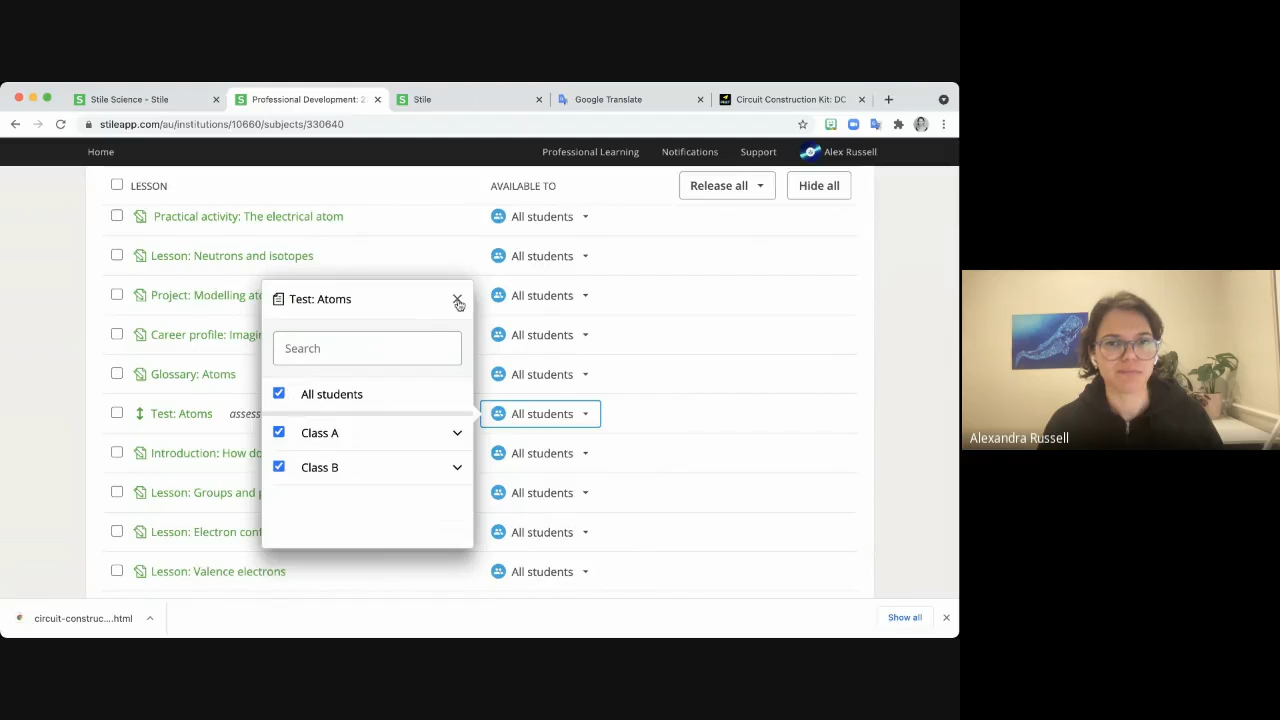 Stile Science - Stile
Professional Development: 2
Stile
Google Translate
Circuit Construction Kit: DC
stileapp.com/au/institutions/10660/subjects/330640
Home
Professional Learning
Notifications
Support
Alex Russell
LESSON
AVAILABLE TO
Release all
Hide all
Practical activity: The electrical atom
All students
Lesson: Neutrons and isotopes
All students
Project: Modelling ato
All students
Career profile: Imagin
All students
Glossary: Atoms
All students
Test: Atoms assess
All students
Introduction: How do
All students
Lesson: Groups and p
All students
Lesson: Electron conf
All students
Lesson: Valence electrons
All students
Test: Atoms
Search
All students
Class A
Class B
circuit-construc....html
Show all
Alexandra Russell